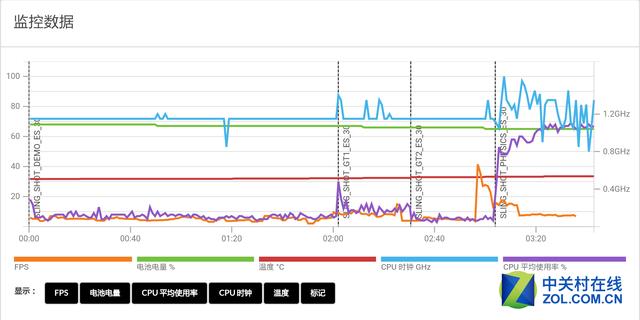 监控数据
100
80
60
40
20
1.2GHz
0.8GHz
0.4GHz
SLING_SHOT_DEMO_ES_30
SLING_SHOT_GT1_ES_30
SLING_SHOT_GT2_ES_30
SLING_SHOT_PHYSICS_ES_30
00:00
00:40
01:20
02:00
02:40
03:20
FPS
电池电量 %
温度 °C
CPU 时钟 GHz
CPU 平均使用率 %
显示：
FPS
电池电量
CPU 平均使用率
CPU 时钟
温度
标记
Z
中关村在线
ZOL.COM.CN